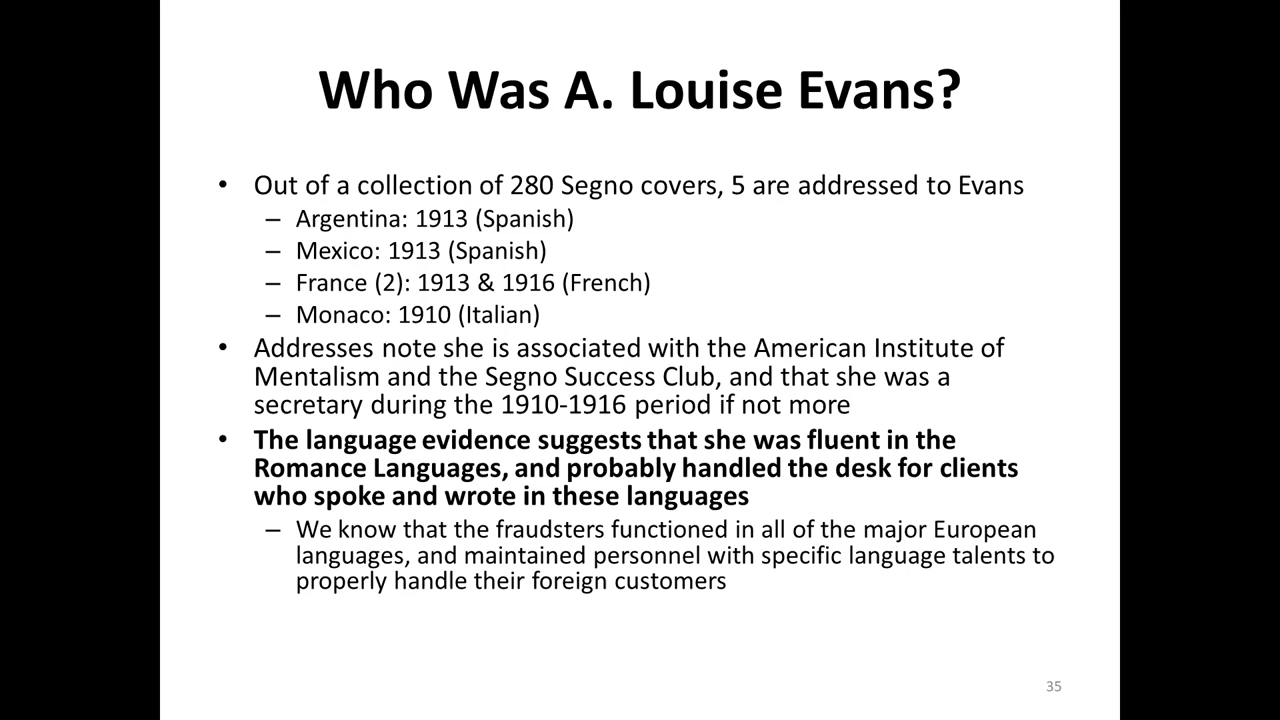 Who Was A. Louise Evans?
• Out of a collection of 280 Segno covers, 5 are addressed to Evans
– Argentina: 1913 (Spanish)
– Mexico: 1913 (Spanish)
– France (2): 1913 & 1916 (French)
– Monaco: 1910 (Italian)
• Addresses note she is associated with the American Institute of
Mentalism and the Segno Success Club, and that she was a
secretary during the 1910-1916 period if not more
• The language evidence suggests that she was fluent in the
Romance Languages, and probably handled the desk for clients
who spoke and wrote in these languages
– We know that the fraudsters functioned in all of the major European
languages, and maintained personnel with specific language talents to
properly handle their foreign customers
35